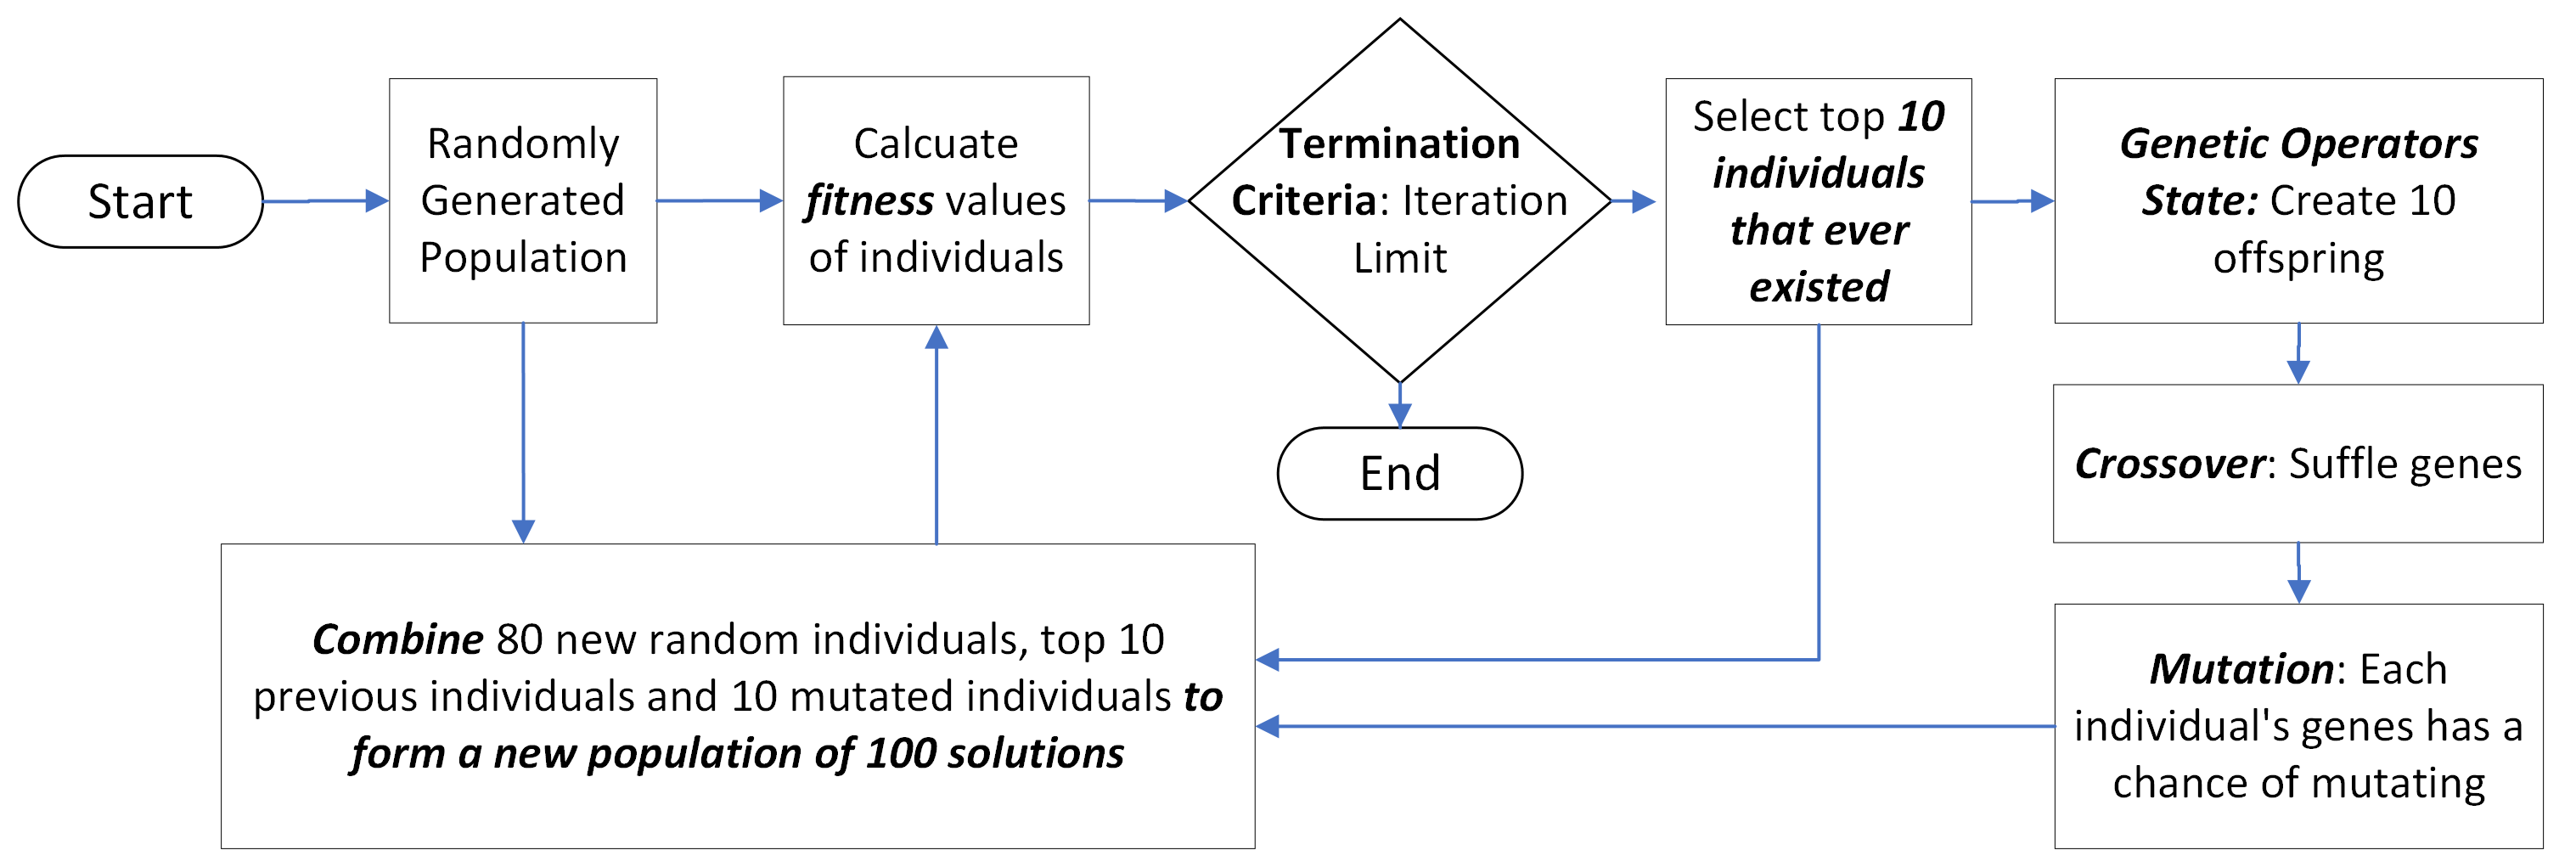 Start
Randomly
Generated
Population
Calcuate
fitness values
of individuals
Termination
Criteria: Iteration
Limit
End
Select top 10
individuals
that ever
existed
Genetic Operators
State: Create 10
offspring
Crossover: Suffle genes
Mutation: Each
individual's genes has a
chance of mutating
Combine 80 new random individuals, top 10
previous individuals and 10 mutated individuals to
form a new population of 100 solutions